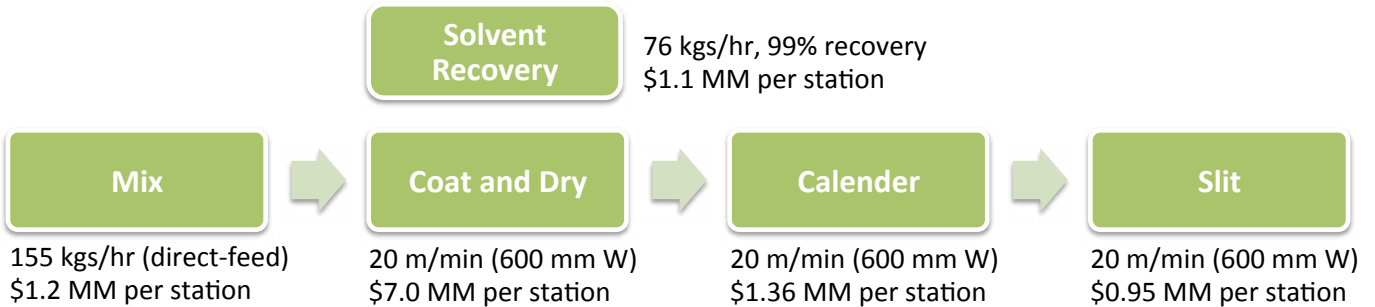 Solvent
Recovery
76 kgs/hr, 99% recovery
$1.1 MM per station
Mix
Coat and Dry
Calender
Slit
155 kgs/hr (direct-feed)
$1.2 MM per station
20 m/min (600 mm W)
$7.0 MM per station
20 m/min (600 mm W)
$1.36 MM per station
20 m/min (600 mm W)
$0.95 MM per station